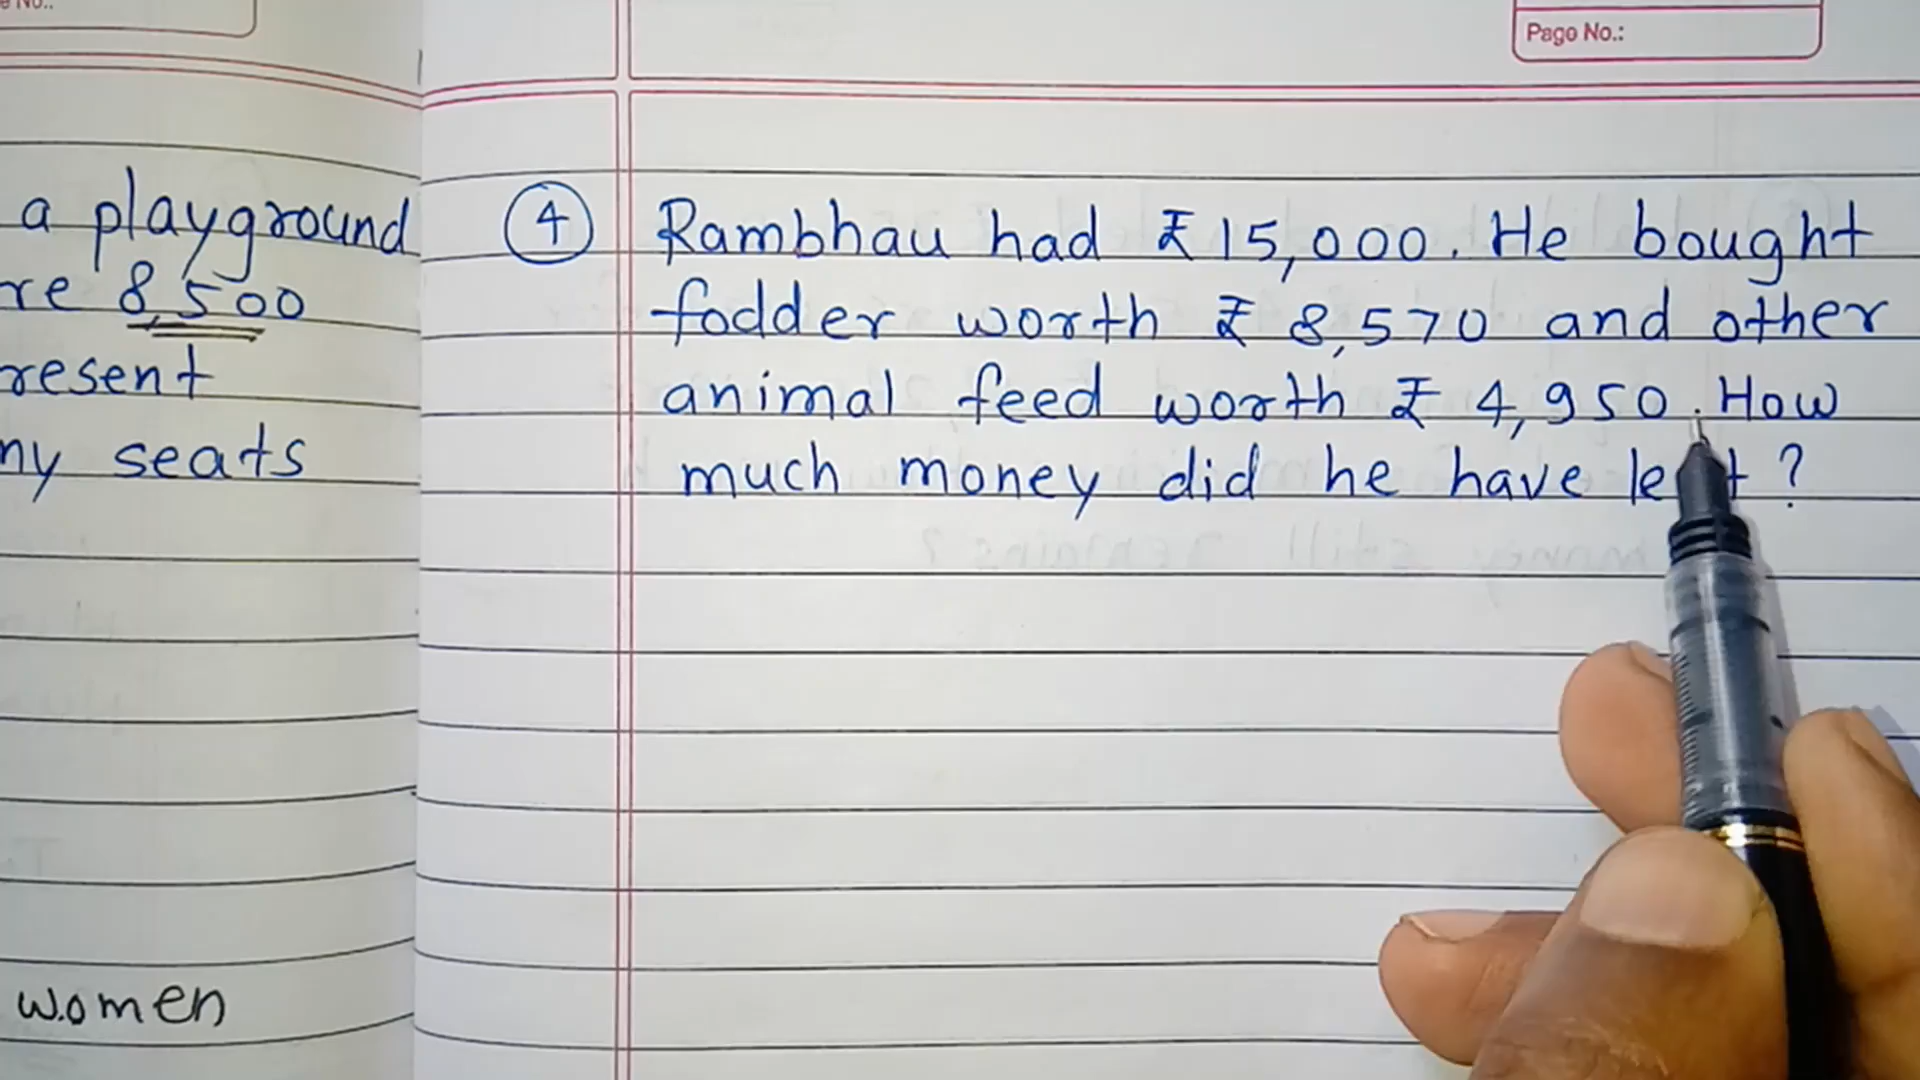 No.:
Page No.:
a playground
re 8,500
resent
ny seats
women
4 Rambhau had ₹15,000. He bought
fodder worth ₹ 8,570 and other
animal feed worth ₹ 4,950. How
much money did he have left ?